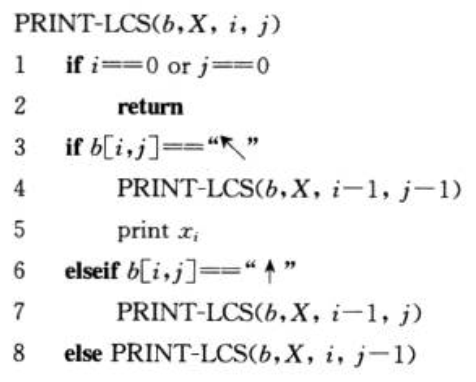 PRINT-LCS(b,X, i, j)
1 if i==0 or j==0
2 return
3 if b[i,j]=="↖"
4 PRINT-LCS(b,X, i−1, j−1)
5 print xᵢ
6 elseif b[i,j]=="↑"
7 PRINT-LCS(b,X, i−1, j)
8 else PRINT-LCS(b,X, i, j−1)